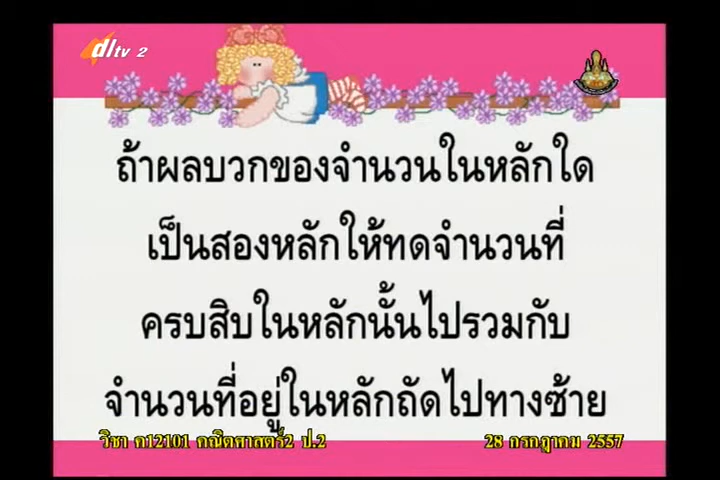 dltv 2
ถ้าผลบวกของจำนวนในหลักใด
เป็นสองหลักให้ทดจำนวนที่
ครบสิบในหลักนั้นไปรวมกับ
จำนวนที่อยู่ในหลักถัดไปทางซ้าย
วิชา ค12101 คณิตศาสตร์2 ป.2
28 กรกฎาคม 2557